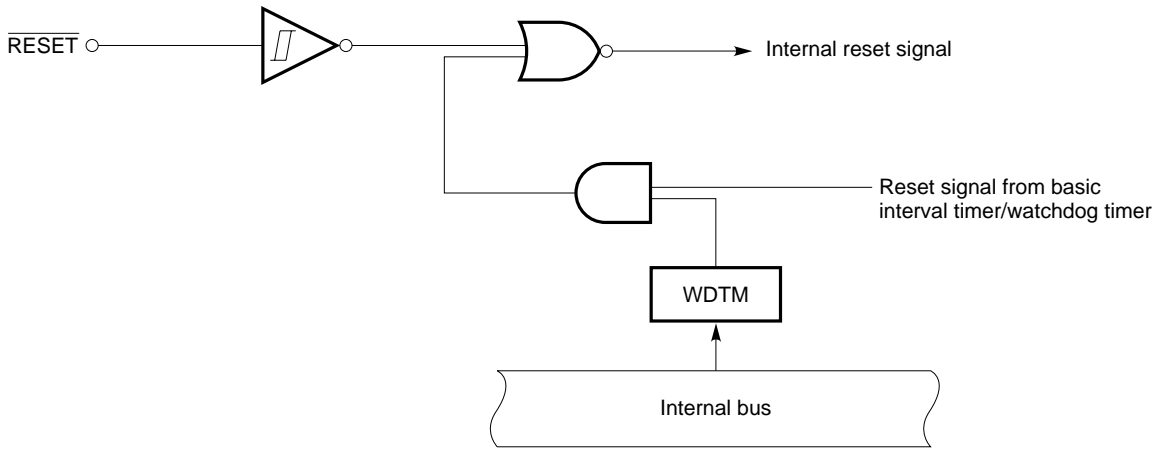 RESET
Internal reset signal
Reset signal from basic
interval timer/watchdog timer
WDTM
Internal bus